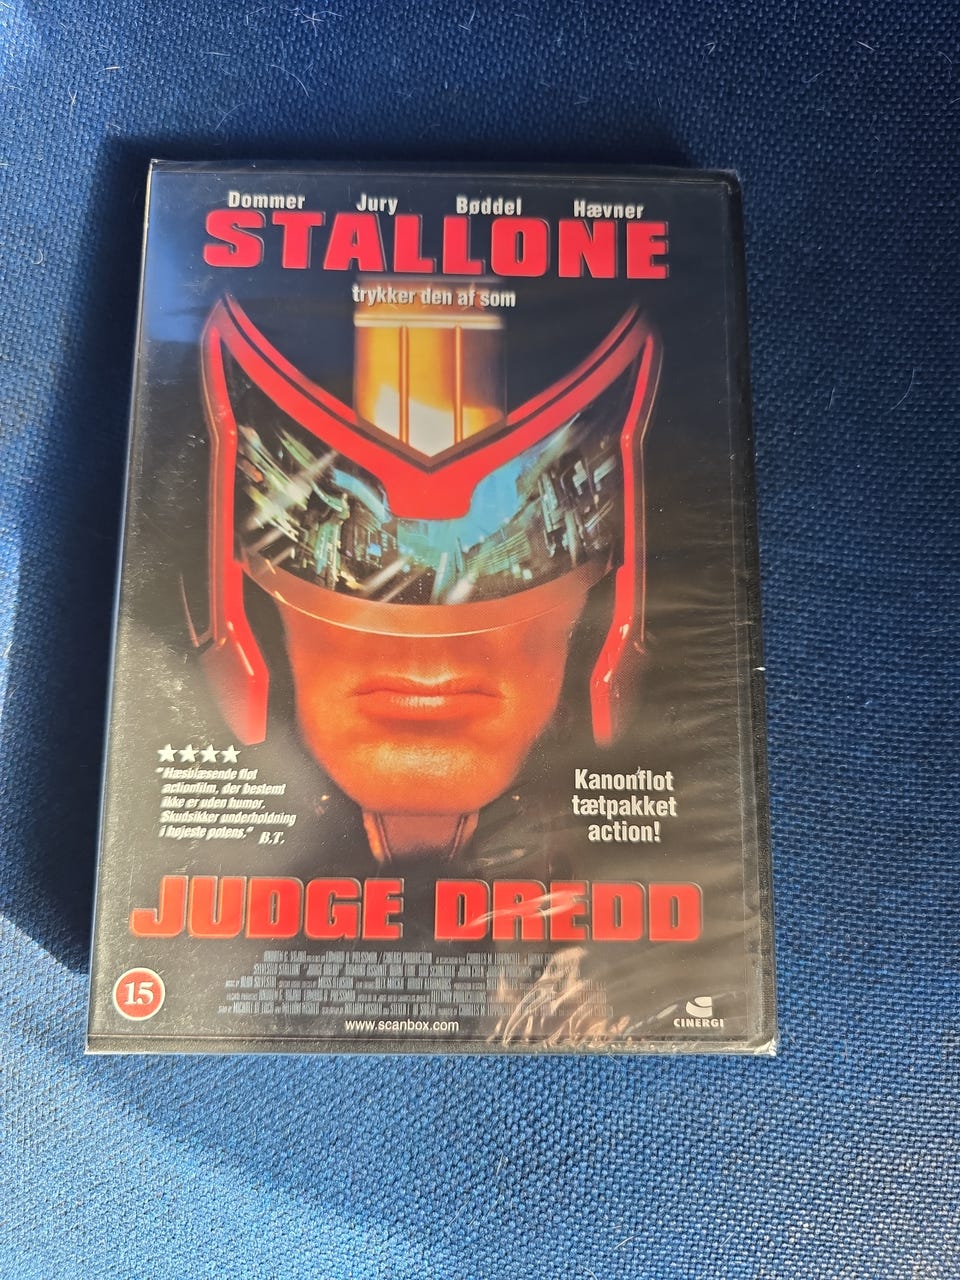 Dommer Jury Bøddel Hævner
STALLONE
trykker den af som
★★★★
"Hæsblæsende flot
actionfilm, der bestemt
ikke er uden humor.
Skudsikker underholdning
i højeste potens." B.T.
Kanonflot
tætpakket
action!
JUDGE DREDD
15
www.scanbox.com
CINERGI